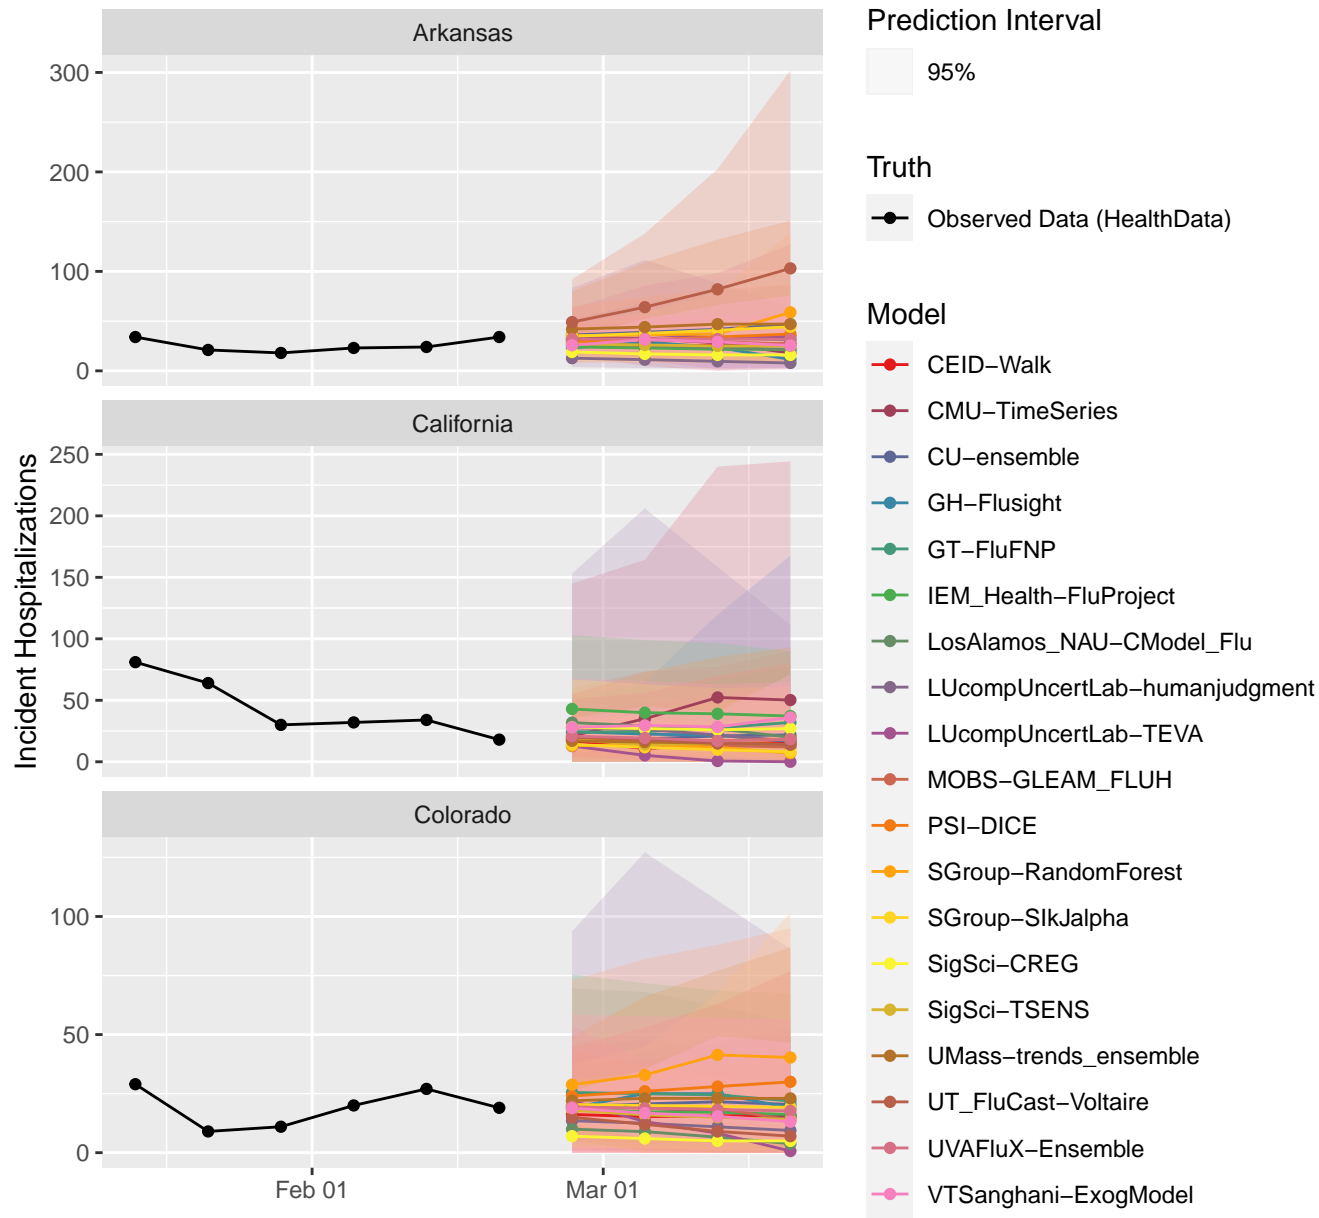 Arkansas
300
200
100
0
California
250
200
150
100
50
0
Colorado
100
50
0
Feb 01
Mar 01
Incident Hospitalizations
Prediction Interval
95%
Truth
Observed Data (HealthData)
Model
CEID−Walk
CMU−TimeSeries
CU−ensemble
GH−Flusight
GT−FluFNP
IEM_Health−FluProject
LosAlamos_NAU−CModel_Flu
LUcompUncertLab−humanjudgment
LUcompUncertLab−TEVA
MOBS−GLEAM_FLUH
PSI−DICE
SGroup−RandomForest
SGroup−SIkJalpha
SigSci−CREG
SigSci−TSENS
UMass−trends_ensemble
UT_FluCast−Voltaire
UVAFluX−Ensemble
VTSanghani−ExogModel